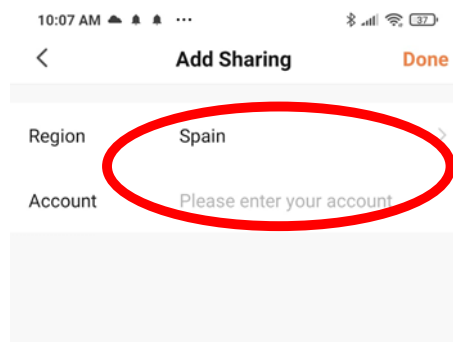 10:07 AM ... 37
Add Sharing Done
Region Spain
Account Please enter your account